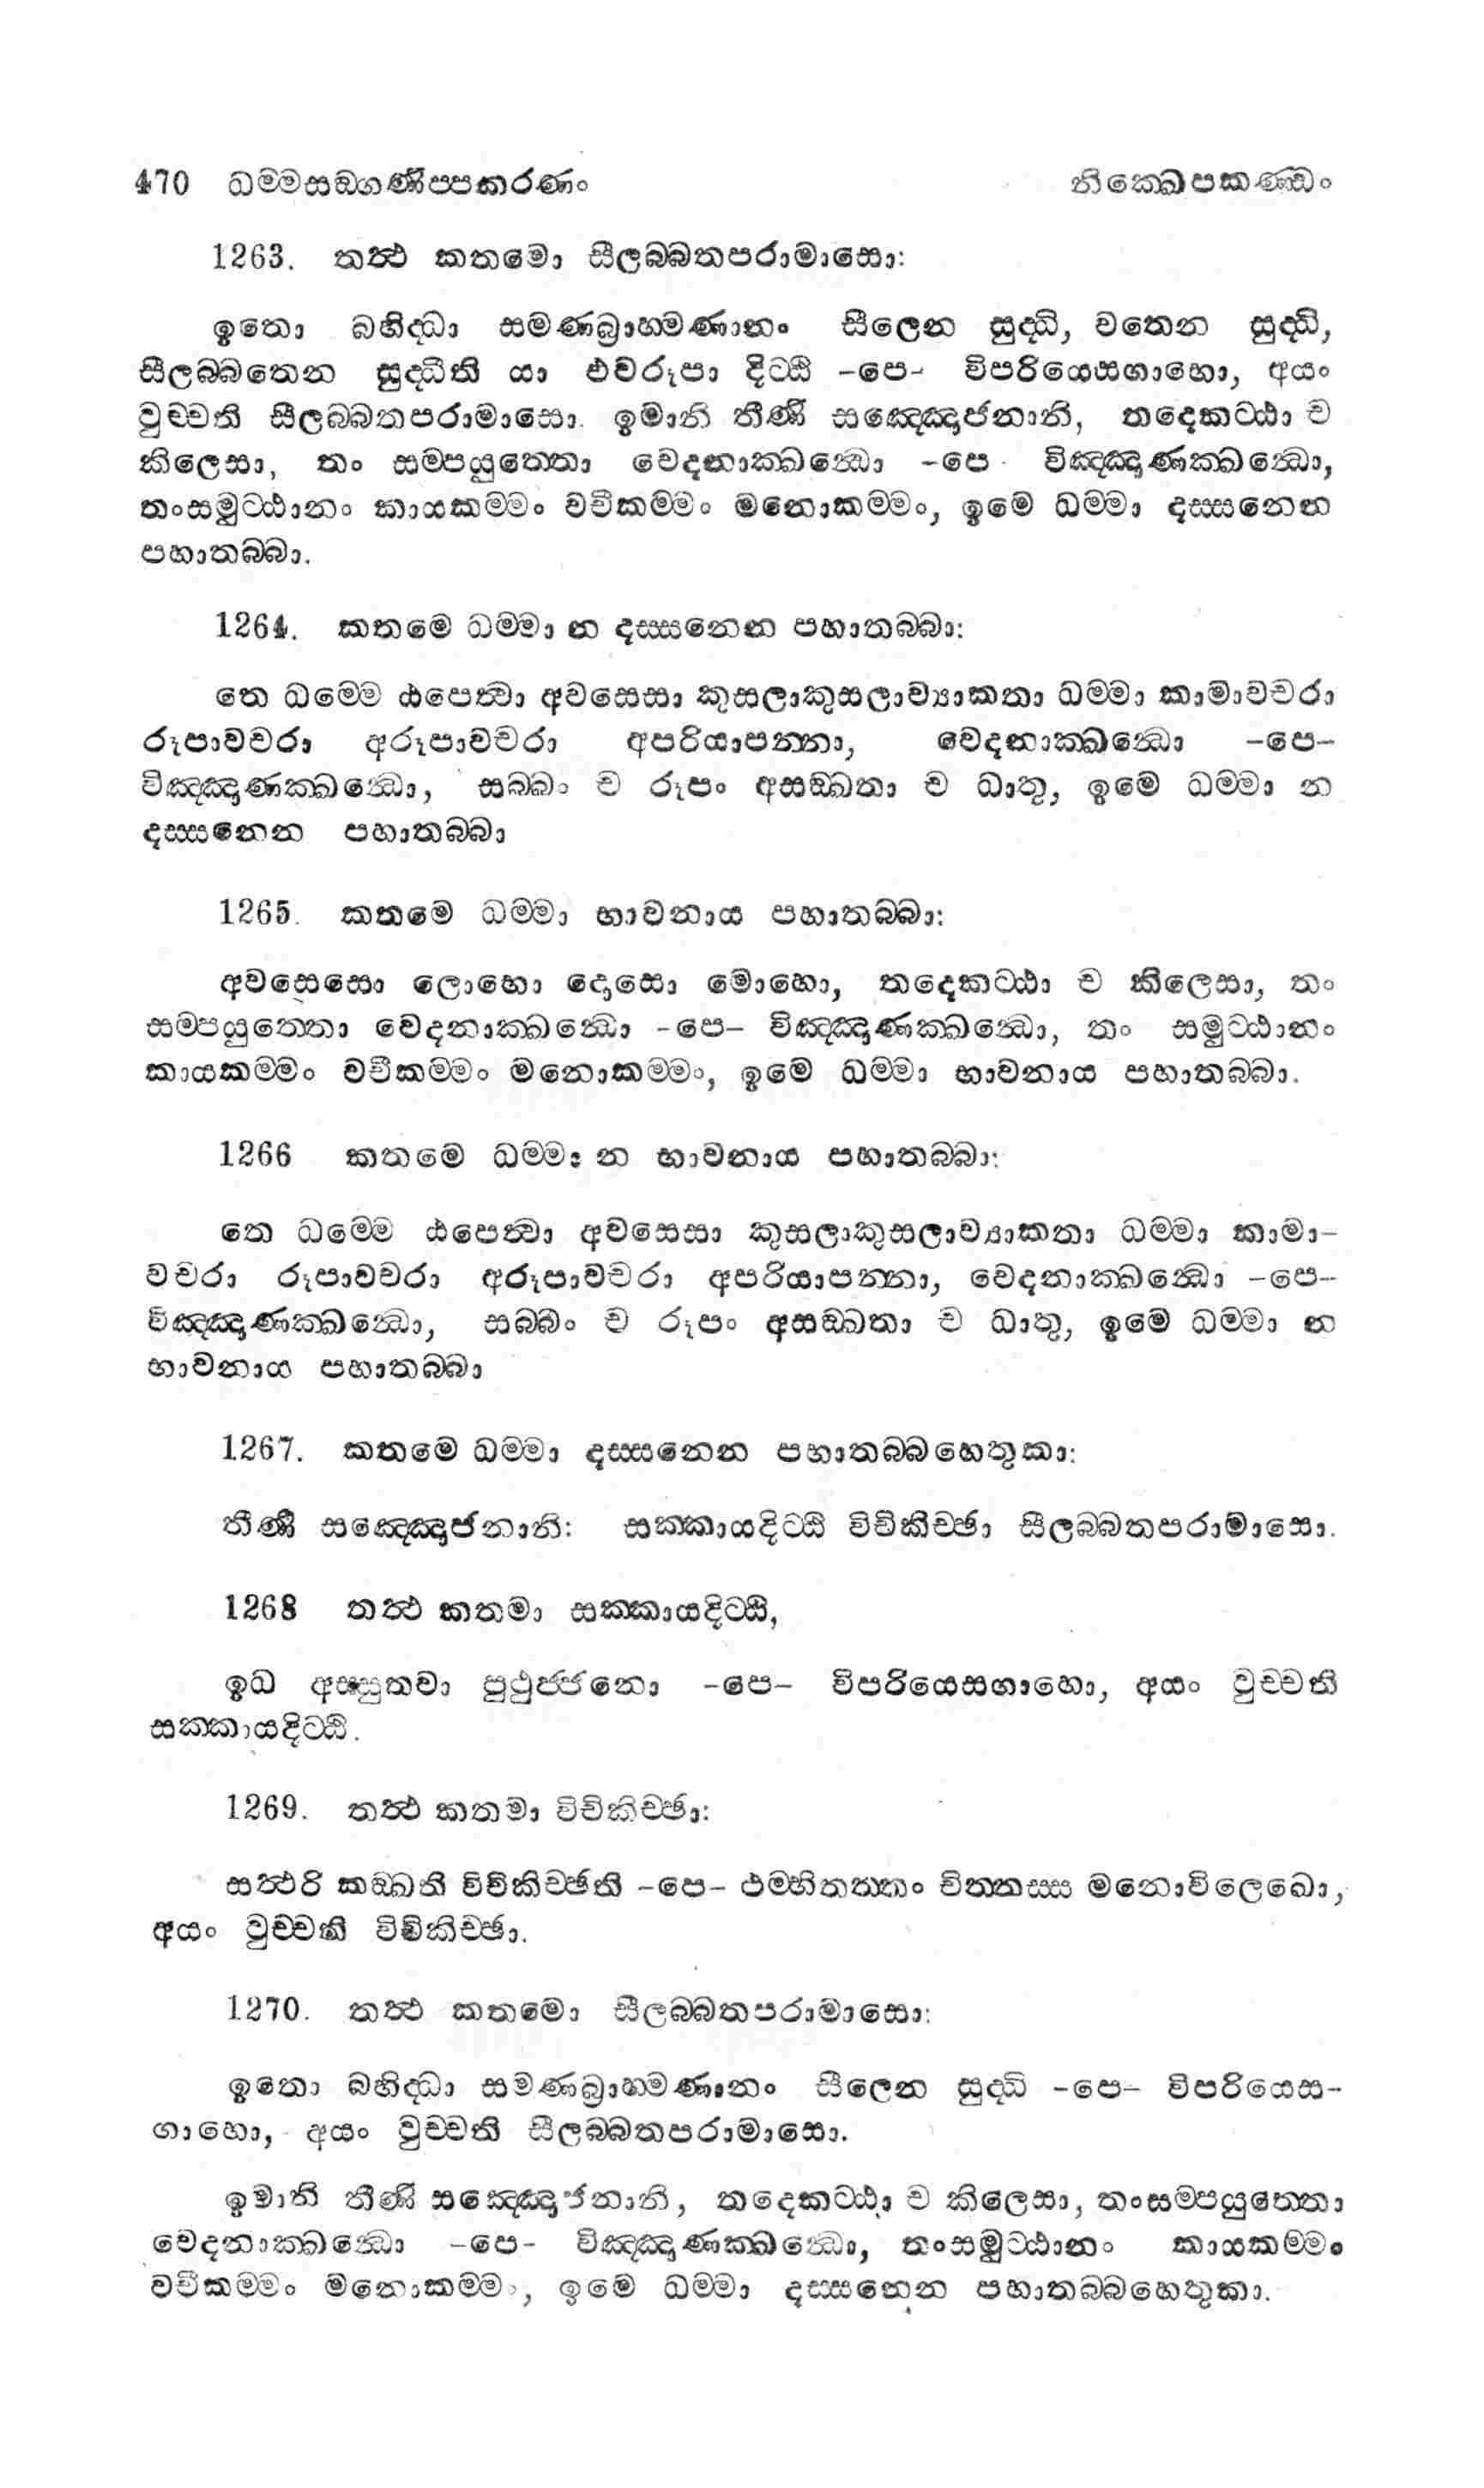 470 ධම්මසඞ්ගණිප්පකරණං නික්ඛෙපකණ්ඩං
1263. තත්‍ථ කතමො සීලබ්බතපරාමාසො:
ඉතො බහිද්ධා සමණබ්‍රාහ්මණානං සීලෙන සුද්ධි, වතෙන සුද්ධි,
සීලබ්බතෙන සුද්ධීති යා එවරූපා දිට්ඨි -පෙ- විපරියෙසගාහො, අයං
වුච්චති සීලබ්බතපරාමාසො. ඉමානි තීණි සඤ්ඤොජනානි, තදෙකට්ඨා ච
කිලෙසා, තං සම්පයුත්තො වෙදනාක්ඛන්‍ධො -පෙ- විඤ්ඤාණක්ඛන්‍ධො,
තංසමුට්ඨානං කායකම්මං වචීකම්මං මනොකම්මං, ඉමෙ ධම්මා දස්සනෙන
පහාතබ්බා.
1264. කතමෙ ධම්මා න දස්සනෙන පහාතබ්බා:
තෙ ධම්මෙ ඨපෙත්‍වා අවසෙසා කුසලාකුසලාව්‍යාකතා ධම්මා කාමාවචරා
රූපාවචරා අරූපාවචරා අපරියාපන්නා, වෙදනාක්ඛන්‍ධො -පෙ-
විඤ්ඤාණක්ඛන්‍ධො, සබ්බං ච රූපං අසඞ්ඛතා ච ධාතු, ඉමෙ ධම්මා න
දස්සනෙන පහාතබ්බා
1265. කතමෙ ධම්මා භාවනාය පහාතබ්බා:
අවසෙසො ලොභො දොසො මොහො, තදෙකට්ඨා ච කිලෙසා, තං
සම්පයුත්තො වෙදනාක්ඛන්‍ධො -පෙ- විඤ්ඤාණක්ඛන්‍ධො, තං සමුට්ඨානං
කායකම්මං වචීකම්මං මනොකම්මං, ඉමෙ ධම්මා භාවනාය පහාතබ්බා.
1266 කතමෙ ධම්මා න භාවනාය පහාතබ්බා:
තෙ ධම්මෙ ඨපෙත්‍වා අවසෙසා කුසලාකුසලාව්‍යාකතා ධම්මා කාමා-
වචරා රූපාවචරා අරූපාවචරා අපරියාපන්නා, වෙදනාක්ඛන්‍ධො -පෙ-
විඤ්ඤාණක්ඛන්‍ධො, සබ්බං ච රූපං අසඞ්ඛතා ච ධාතු, ඉමෙ ධම්මා න
භාවනාය පහාතබ්බා
1267. කතමෙ ධම්මා දස්සනෙන පහාතබ්බහෙතුකා:
තීණි සඤ්ඤොජනානි: සක්කායදිට්ඨි විචිකිච්ඡා සීලබ්බතපරාමාසො.
1268 තත්‍ථ කතමා සක්කායදිට්ඨි,
ඉධ අස්සුතවා පුථුජ්ජනො -පෙ- විපරියෙසගාහො, අයං වුච්චති
සක්කායදිට්ඨි.
1269. තත්‍ථ කතමා විචිකිච්ඡා:
සත්‍ථරි කඞ්ඛති විචිකිච්ඡති -පෙ- ථම්භිතත්තං චිත්තස්ස මනොවිලෙඛො,
අයං වුච්චති විචිකිච්ඡා.
1270. තත්‍ථ කතමො සීලබ්බතපරාමාසො:
ඉතො බහිද්ධා සමණබ්‍රාහ්මණානං සීලෙන සුද්ධි -පෙ- විපරියෙස-
ගාහො, අයං වුච්චති සීලබ්බතපරාමාසො.
ඉමානි තීණි සඤ්ඤොජනානි, තදෙකට්ඨා ච කිලෙසා, තංසම්පයුත්තො
වෙදනාක්ඛන්‍ධො -පෙ- විඤ්ඤාණක්ඛන්‍ධො, තංසමුට්ඨානං කායකම්මං
වචීකම්මං මනොකම්මං, ඉමෙ ධම්මා දස්සනෙන පහාතබ්බහෙතුකා.